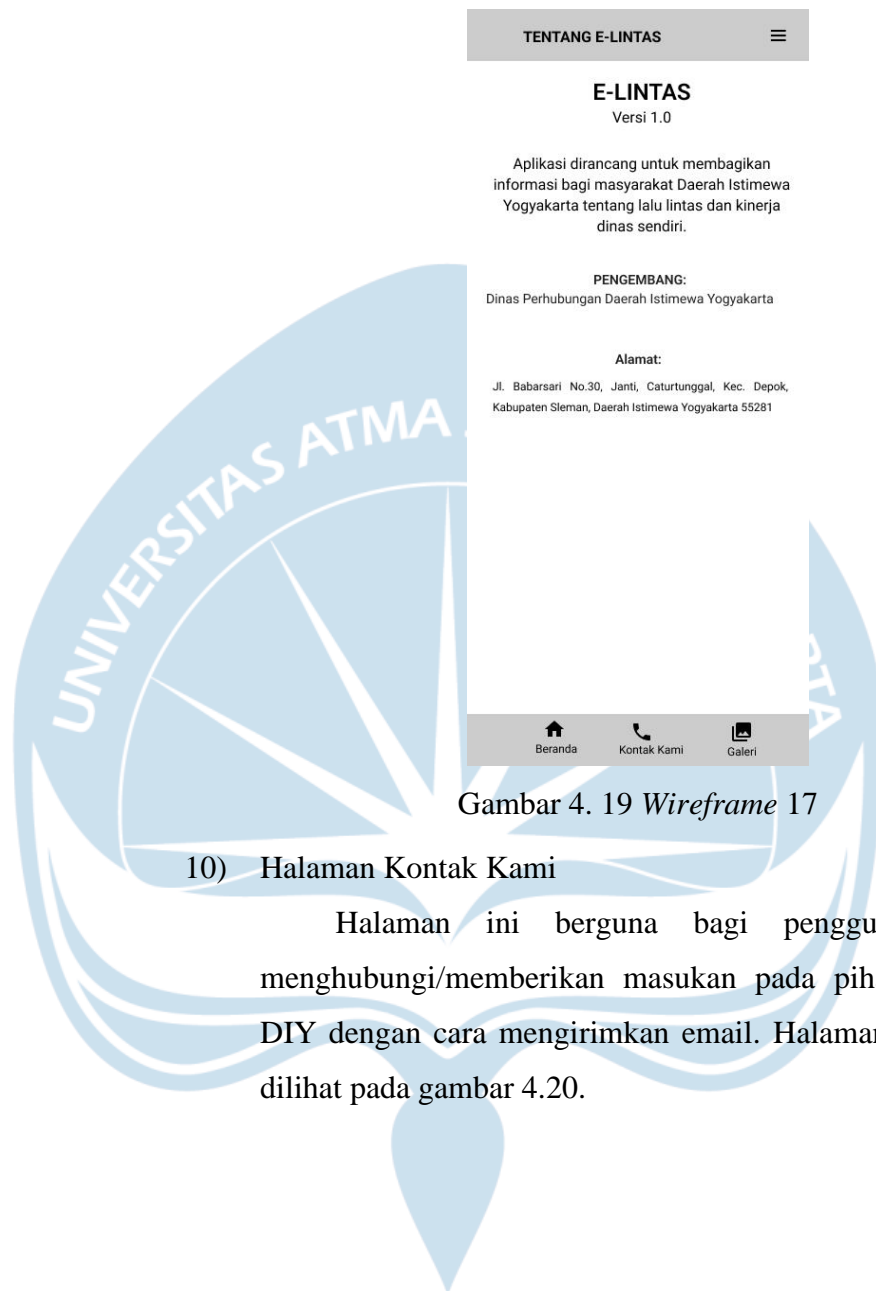 TENTANG E-LINTAS
E-LINTAS
Versi 1.0
Aplikasi dirancang untuk membagikan
informasi bagi masyarakat Daerah Istimewa
Yogyakarta tentang lalu lintas dan kinerja
dinas sendiri.
PENGEMBANG:
Dinas Perhubungan Daerah Istimewa Yogyakarta
Alamat:
Jl. Babarsari No.30, Janti, Caturtunggal, Kec. Depok,
Kabupaten Sleman, Daerah Istimewa Yogyakarta 55281
UNIVERSITAS ATMA
Beranda Kontak Kami Galeri
Gambar 4. 19 Wireframe 17
10) Halaman Kontak Kami
Halaman ini berguna bagi
menghubungi/memberikan masukan pada
DIY dengan cara mengirimkan email. Halaman
dilihat pada gambar 4.20.